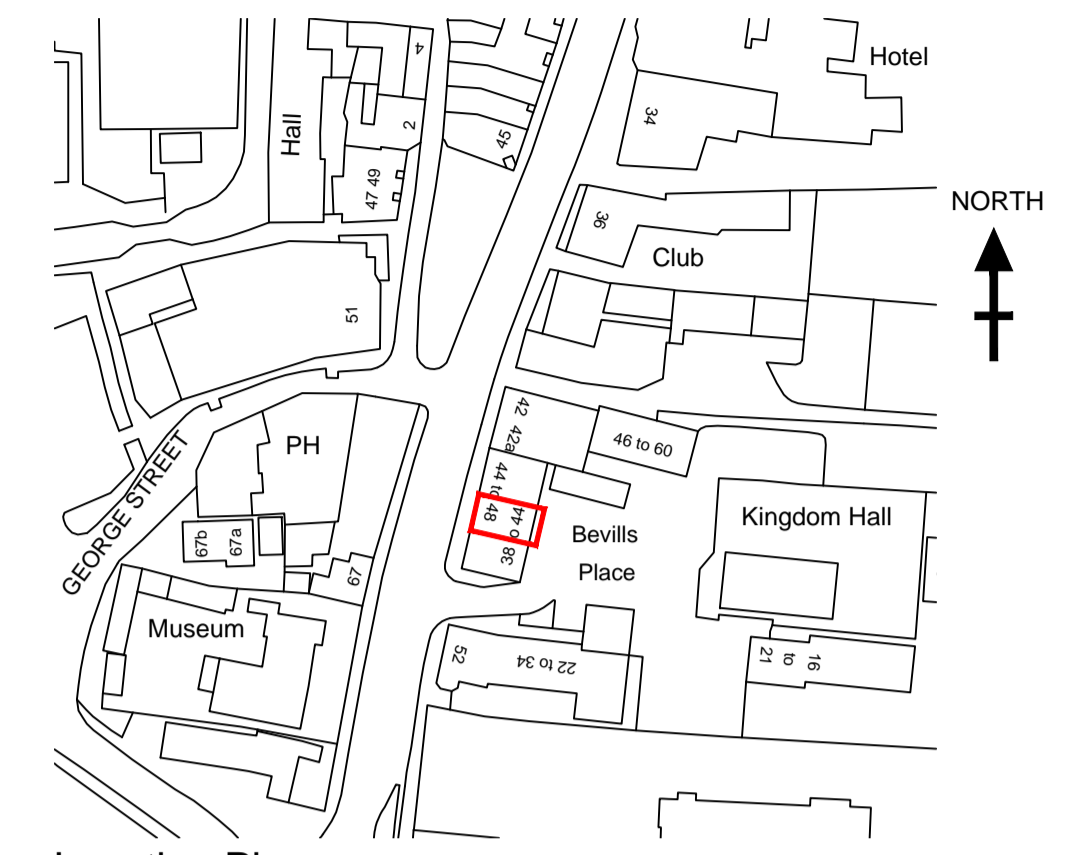 Hotel
4
Hall
2
45
34
47 49
NORTH
36
Club
51
42 42a
PH
46 to 60
GEORGE STREET
44 to 48
38 to 44
Kingdom Hall
67b
67a
Bevills
Place
67
Museum
52
22 to 34
16
to
21